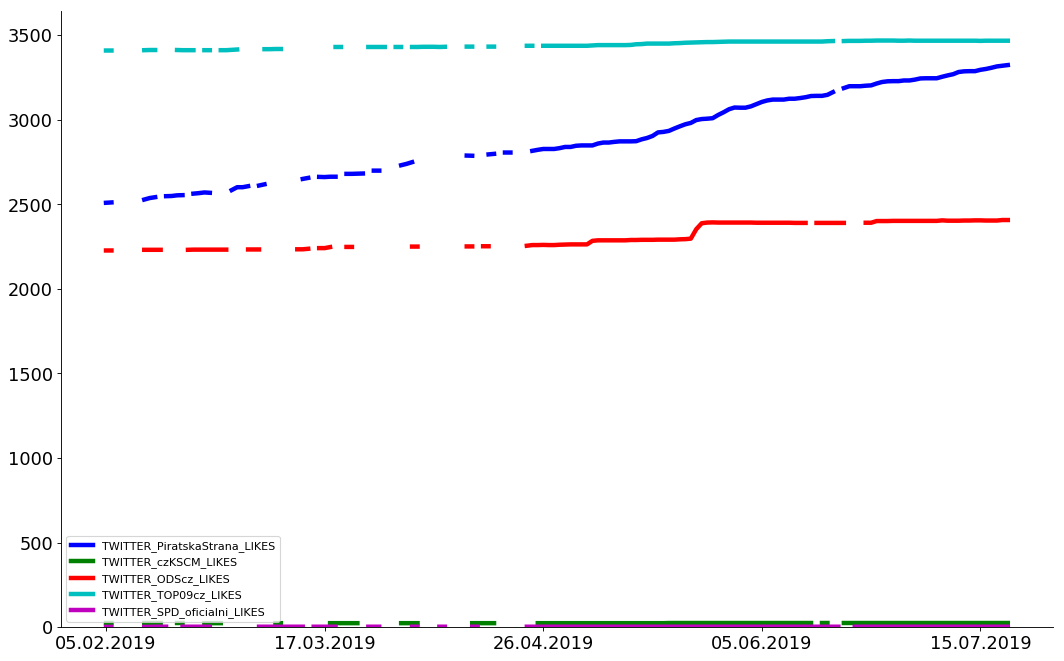 3500
3000
2500
2000
1500
1000
500
0
TWITTER_PiratskaStrana_LIKES
TWITTER_czKSCM_LIKES
TWITTER_ODScz_LIKES
TWITTER_TOP09cz_LIKES
TWITTER_SPD_oficialni_LIKES
05.02.2019 17.03.2019 26.04.2019 05.06.2019 15.07.2019